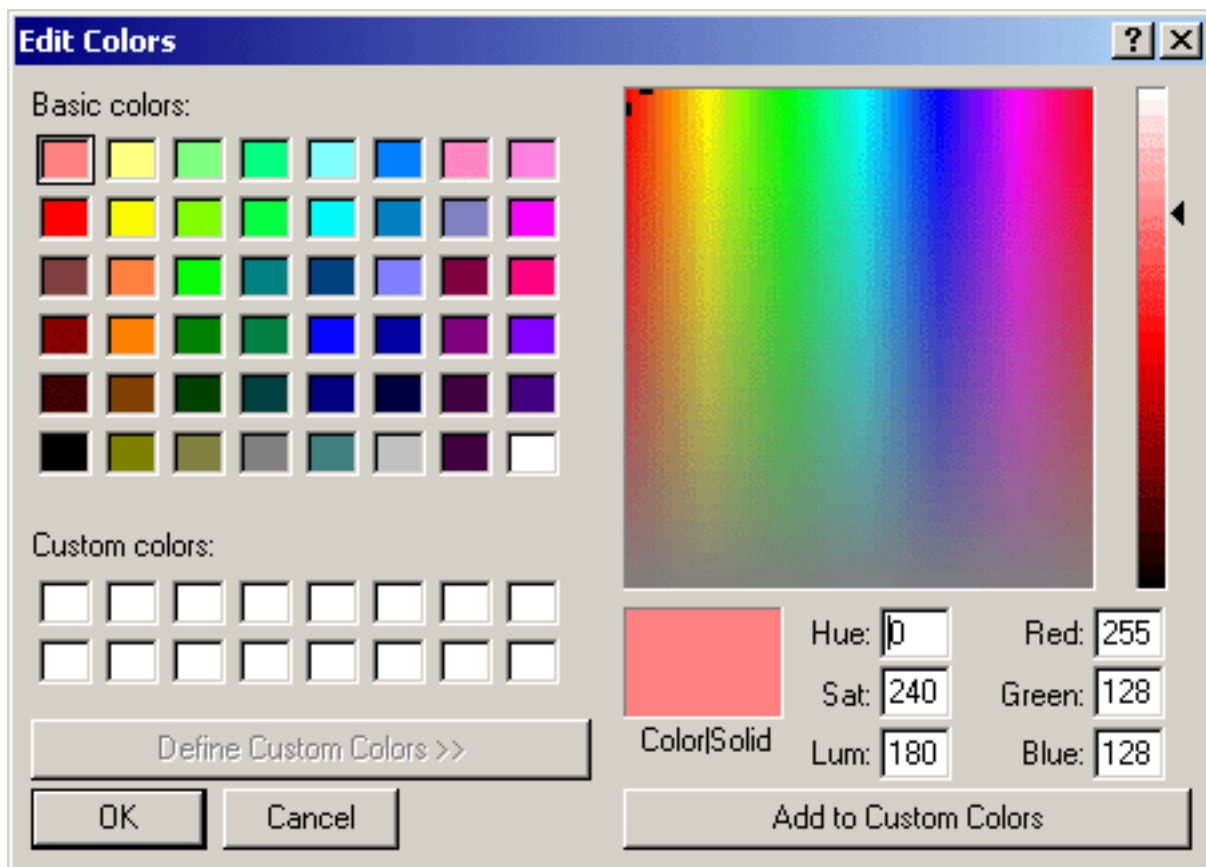 Edit Colors
Basic colors:
Custom colors:
Define Custom Colors >>
OK Cancel
Color|Solid
Hue: 0 Red: 255
Sat: 240 Green: 128
Lum: 180 Blue: 128
Add to Custom Colors